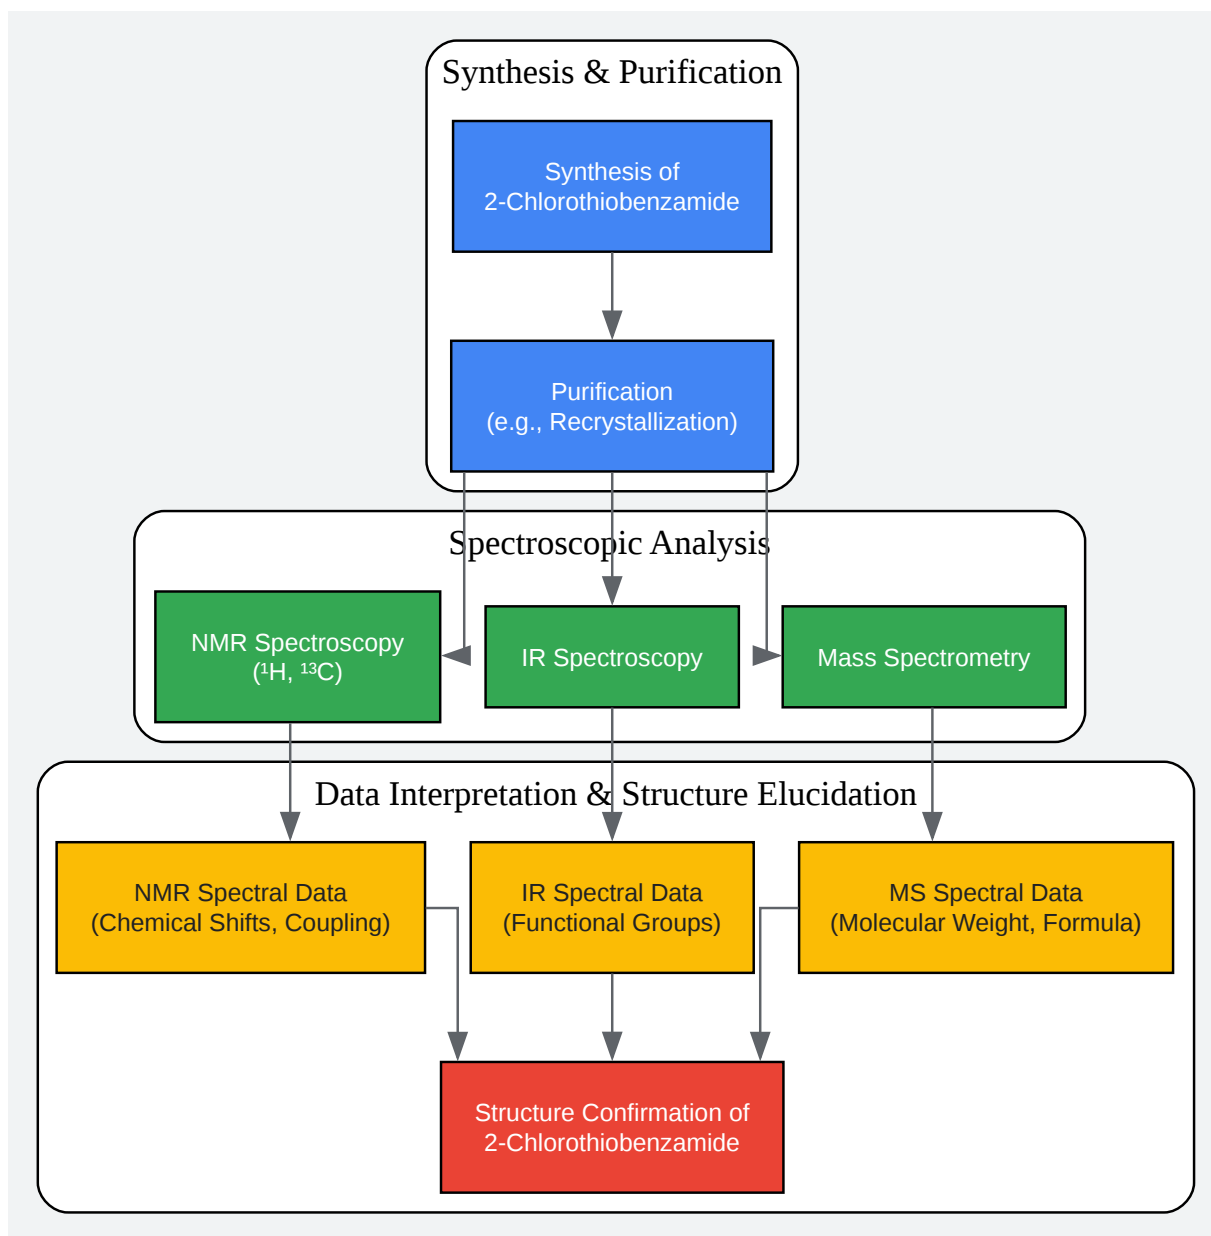 Synthesis & Purification
Synthesis of
2-Chlorothiobenzamide
Purification
(e.g., Recrystallization)
Spectroscopic Analysis
NMR Spectroscopy
(¹H, ¹³C)
IR Spectroscopy
Mass Spectrometry
Data Interpretation & Structure Elucidation
NMR Spectral Data
(Chemical Shifts, Coupling)
IR Spectral Data
(Functional Groups)
MS Spectral Data
(Molecular Weight, Formula)
Structure Confirmation of
2-Chlorothiobenzamide